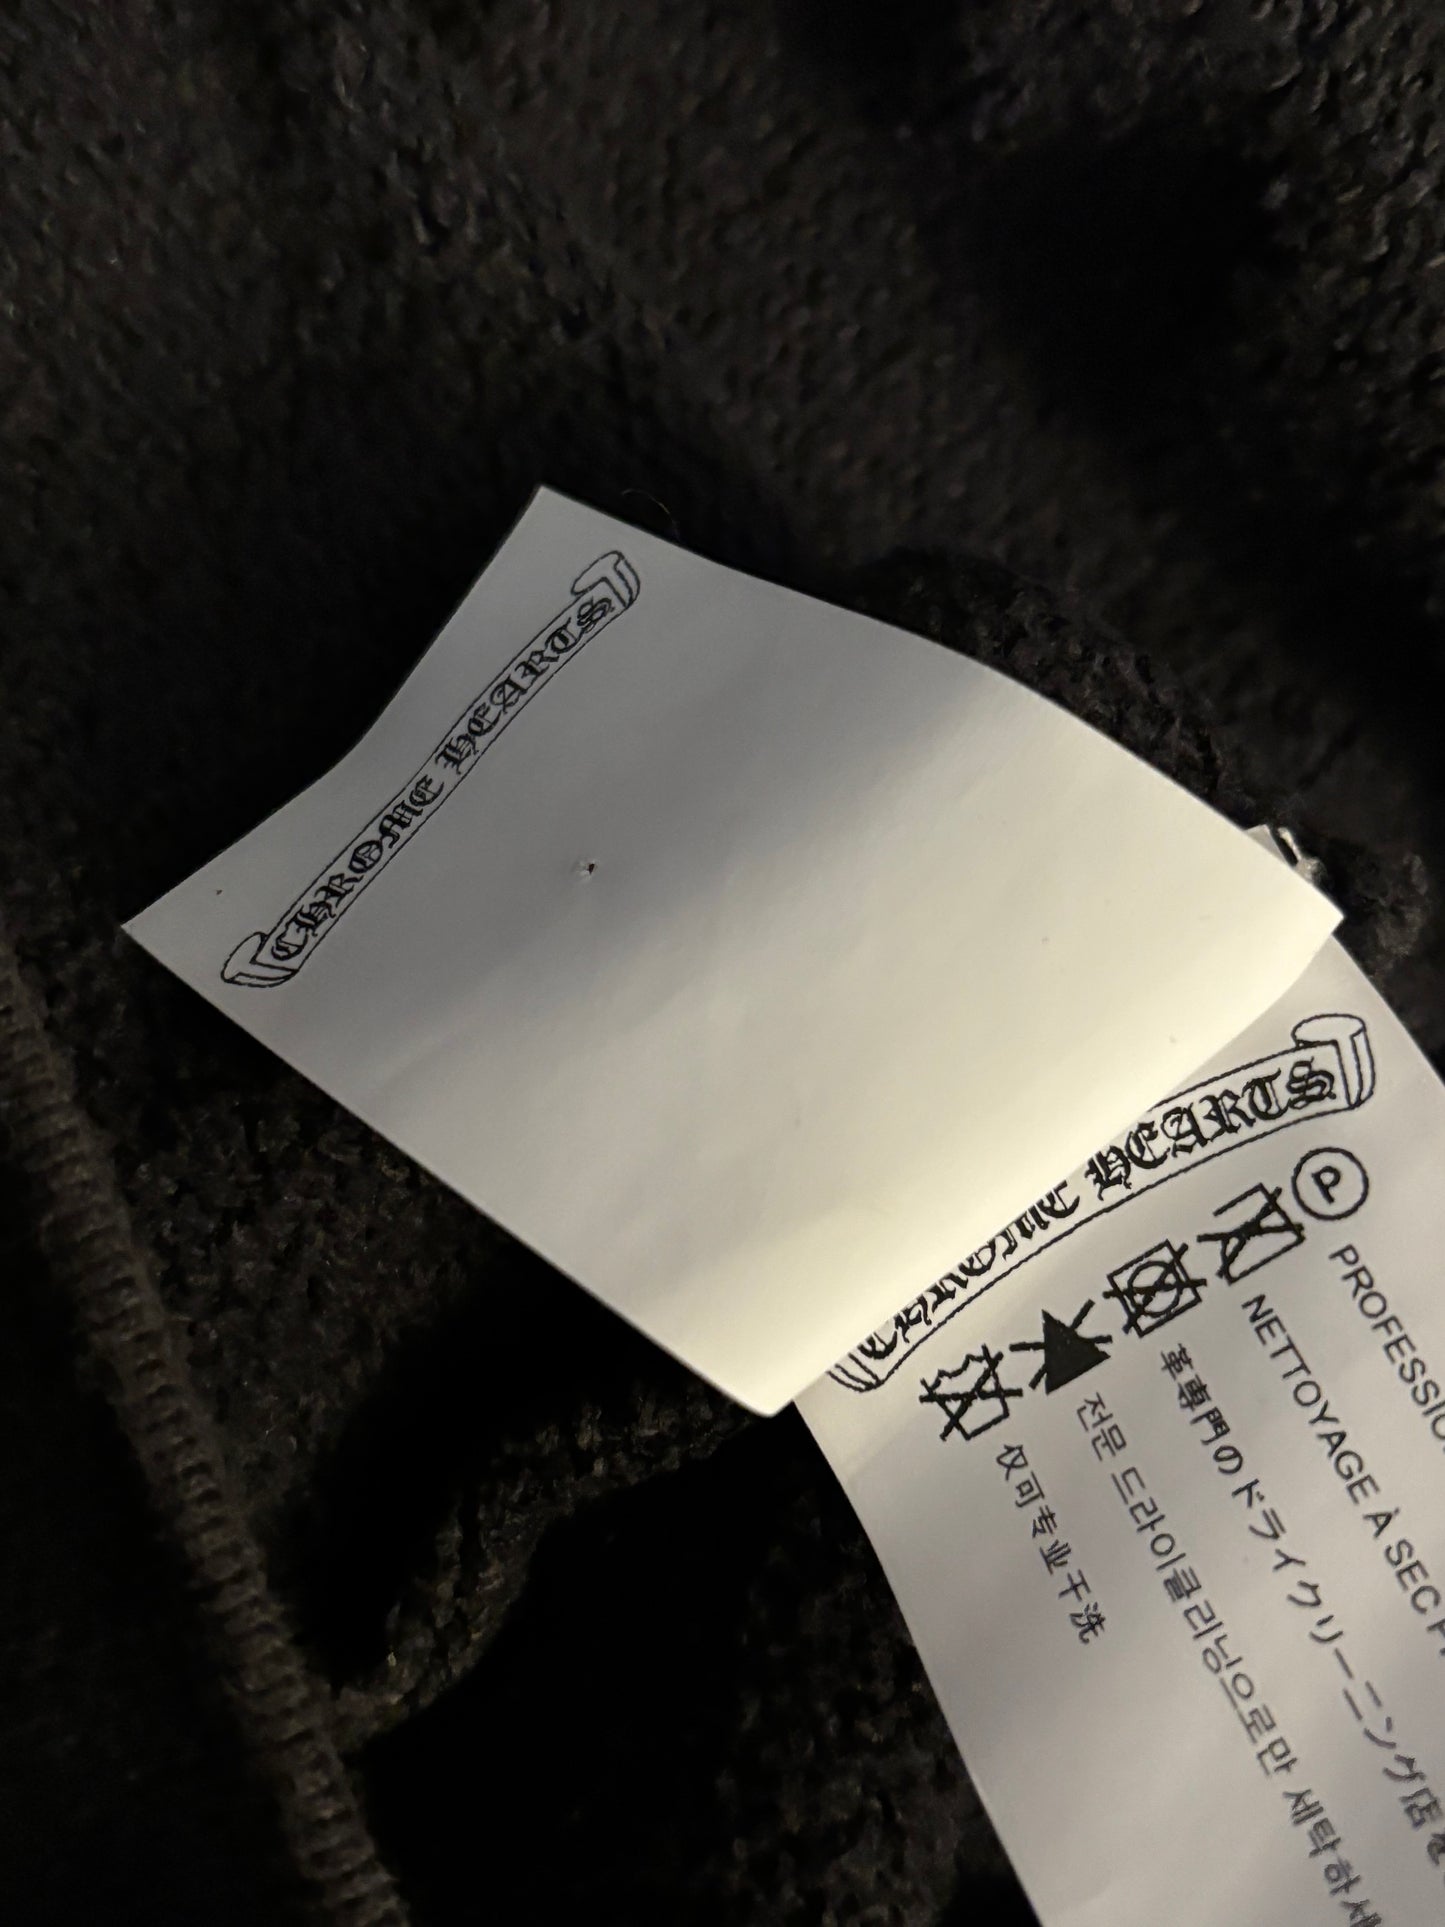 CHROME HEARTS
CHROME HEARTS
P
PROFESSIO
NETTOYAGE À SEC
革専門のドライクリーニング店を
전문 드라이클리닝으로만 세탁하세
仅可专业干洗